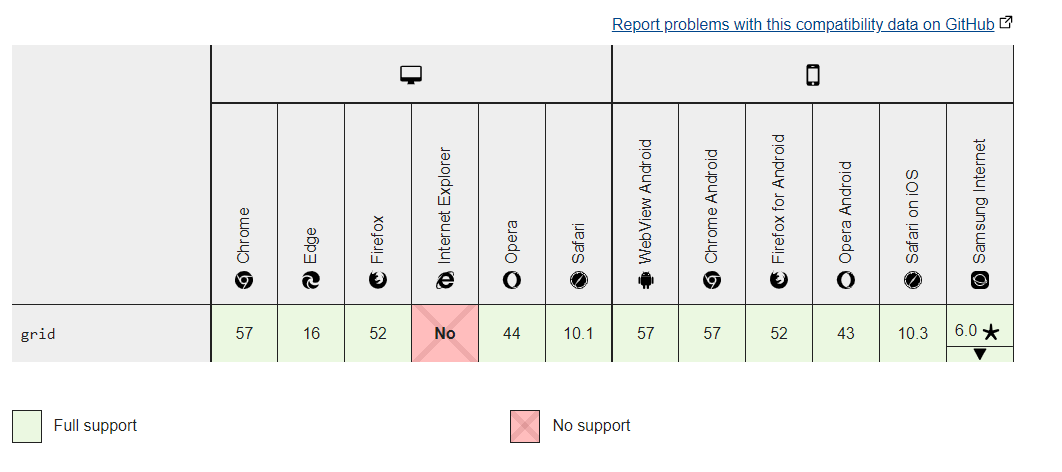 Report problems with this compatibility data on GitHub
Chrome
Edge
Firefox
Internet Explorer
Opera
Safari
WebView Android
Chrome Android
Firefox for Android
Opera Android
Safari on iOS
Samsung Internet
grid 57 16 52 No 44 10.1 57 57 52 43 10.3 6.0 ★
▼
Full support No support